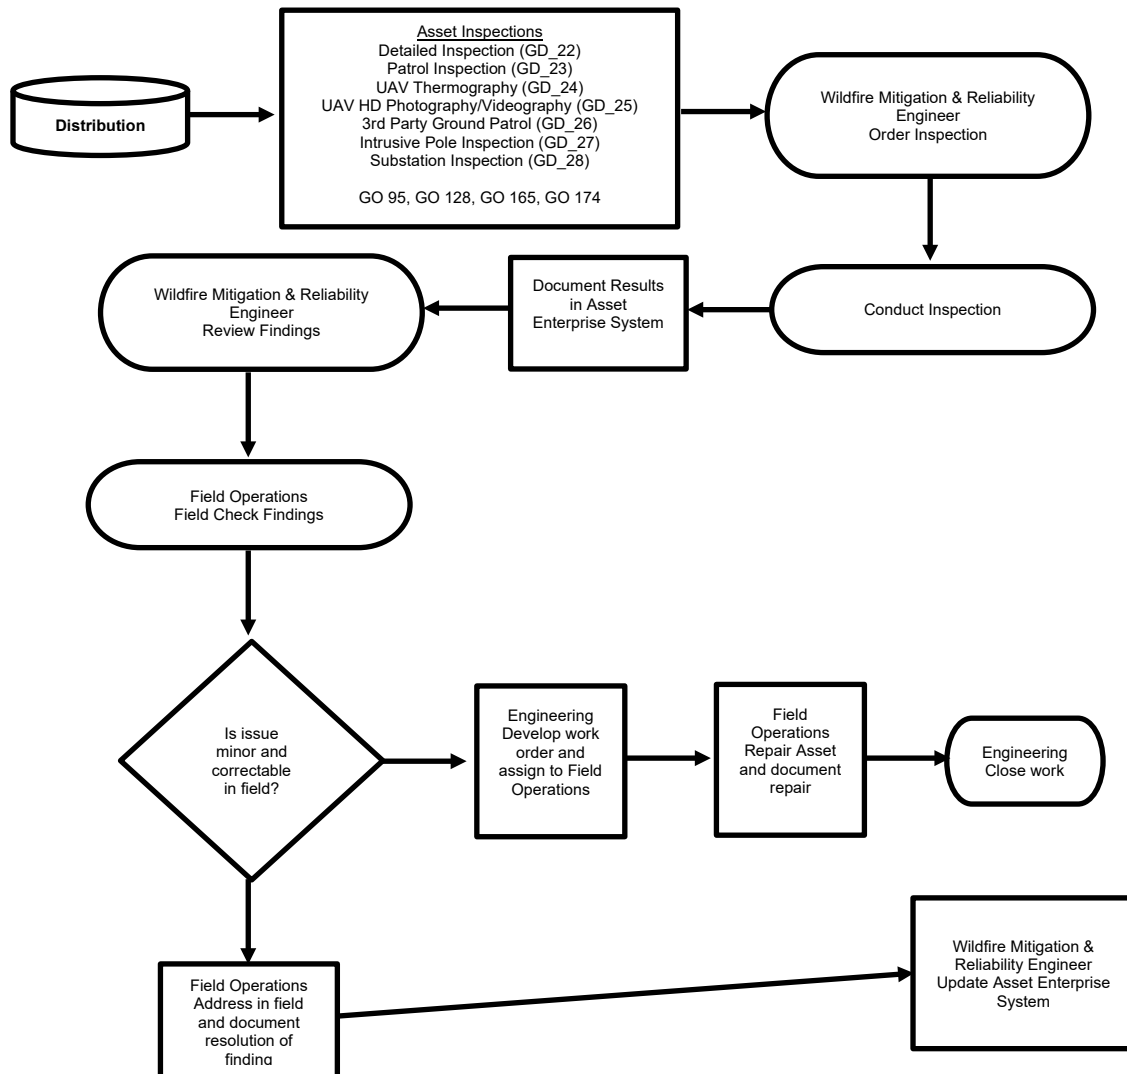 Distribution
Asset Inspections
Detailed Inspection (GD_22)
Patrol Inspection (GD_23)
UAV Thermography (GD_24)
UAV HD Photography/Videography (GD_25)
3rd Party Ground Patrol (GD_26)
Intrusive Pole Inspection (GD_27)
Substation Inspection (GD_28)
GO 95, GO 128, GO 165, GO 174
Wildfire Mitigation & Reliability
Engineer
Order Inspection
Conduct Inspection
Document Results
in Asset
Enterprise System
Wildfire Mitigation & Reliability
Engineer
Review Findings
Field Operations
Field Check Findings
Is issue
minor and
correctable
in field?
Engineering
Develop work
order and
assign to Field
Operations
Field
Operations
Repair Asset
and document
repair
Engineering
Close work
Field Operations
Address in field
and document
resolution of
finding
Wildfire Mitigation &
Reliability Engineer
Update Asset Enterprise
System